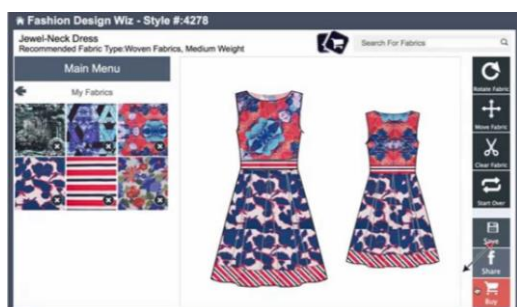 Fashion Design Wiz - Style #:4278
Jewel-Neck Dress
Recommended Fabric Type:Woven Fabrics, Medium Weight
Search For Fabrics
Main Menu
My Fabrics
Rotate Fabric
Move Fabric
Clear Fabric
Start Over
Save
Share
Buy